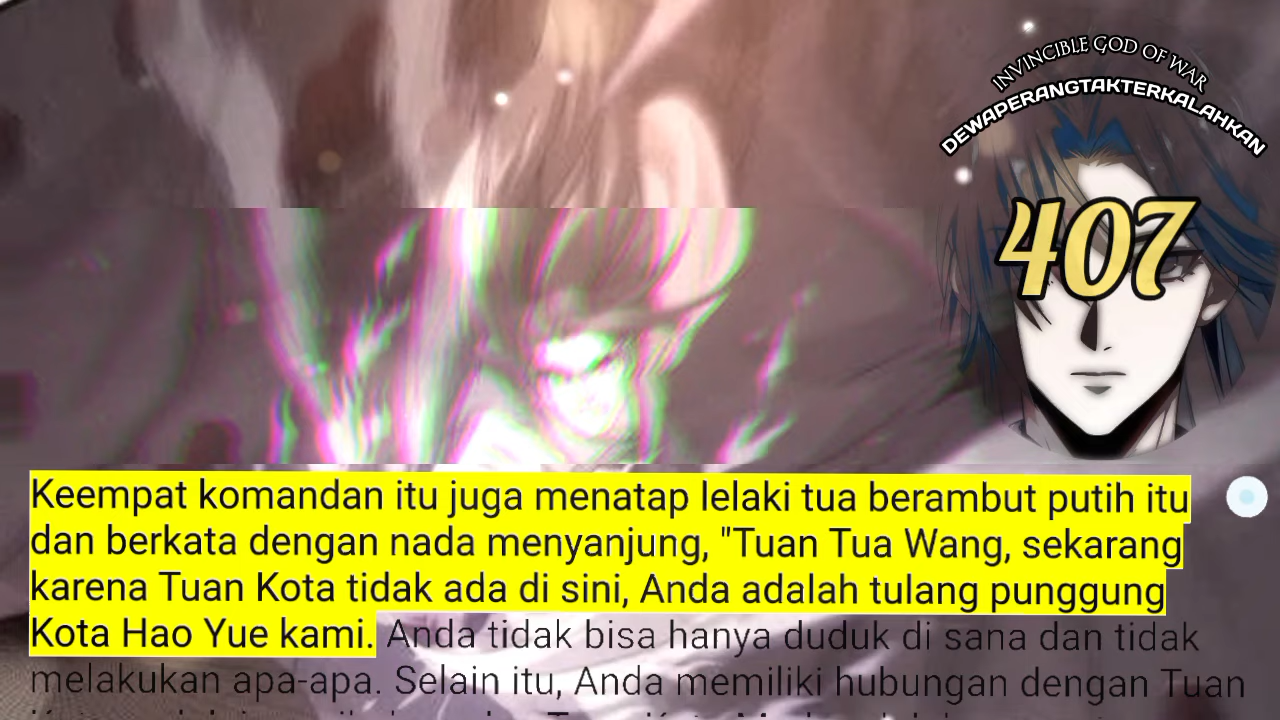 INVINCIBLE GOD OF WAR
DEWAPERANGTAKTERKALAHKAN
407
Keempat komandan itu juga menatap lelaki tua berambut putih itu
dan berkata dengan nada menyanjung, "Tuan Tua Wang, sekarang
karena Tuan Kota tidak ada di sini, Anda adalah tulang punggung
Kota Hao Yue kami. Anda tidak bisa hanya duduk di sana dan tidak
melakukan apa-apa. Selain itu, Anda memiliki hubungan dengan Tuan